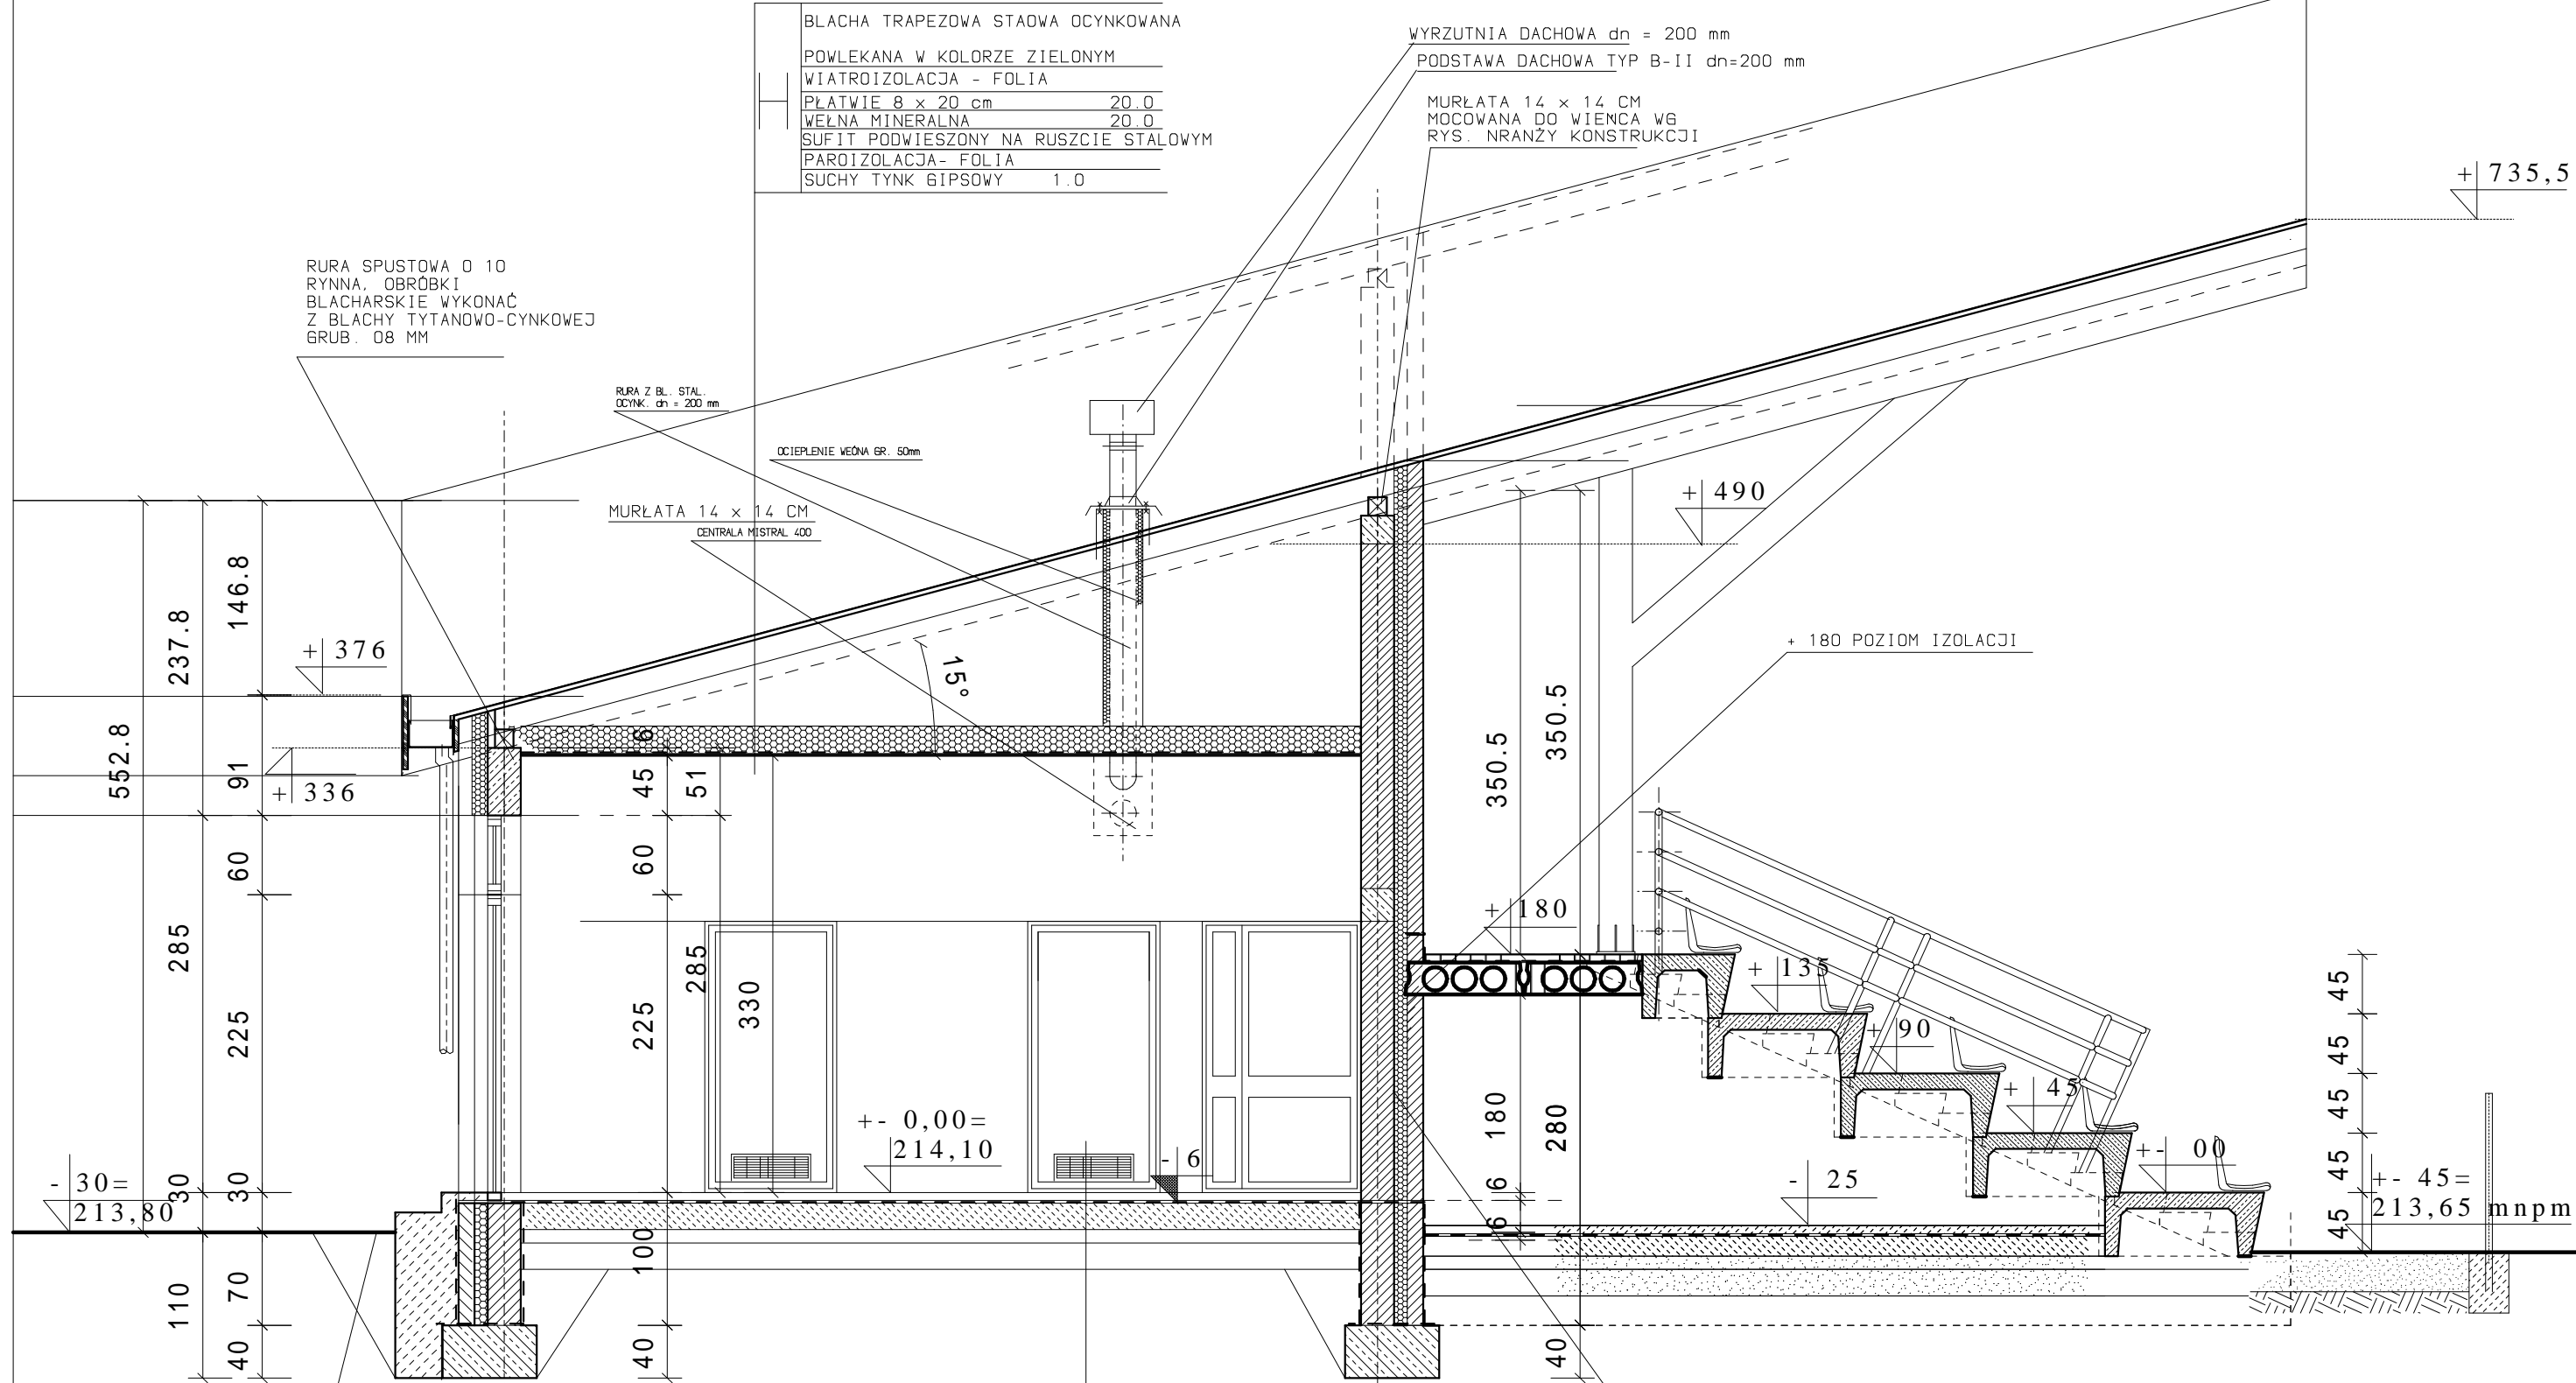 BLACHA TRAPEZOWA STAOWA OCYNKOWANA
POWLEKANA W KOLORZE ZIELONYM
WIATROIZOLACJA - FOLIA
PŁATWIE 8 x 20 cm 20.0
WEŁNA MINERALNA 20.0
SUFIT PODWIESZONY NA RUSZCIE STALOWYM
PAROIZOLACJA- FOLIA
SUCHY TYNK GIPSOWY 1.0
WYRZUTNIA DACHOWA dn = 200 mm
PODSTAWA DACHOWA TYP B-II dn=200 mm
MURŁATA 14 x 14 CM
MOCOWANA DO WIEŃCA WG
RYS. NRANŻY KONSTRUKCJI
+ 735,5
RURA SPUSTOWA O 10
RYNNA, OBRÓBKI
BLACHARSKIE WYKONAĆ
Z BLACHY TYTANOWO-CYNKOWEJ
GRUB. 08 MM
RURA Z BL. STAL.
OCYNK. dn = 200 mm
OCIEPLENIE WEÓNA GR. 50mm
MURŁATA 14 x 14 CM
CENTRALA MISTRAL 400
+ 490
+ 376
+ 336
15°
+ 180 POZIOM IZOLACJI
552.8
237.8
285
30
110
146.8
91
60
225
30
70
40
6
45
60
225
100
40
51
285
330
350.5
350.5
180
280
6
6
40
+ 180
+ 135
+ 90
+ 45
+- 00
- 25
+- 0,00=
214,10
- 6
- 30=
213,80
+- 45=
213,65 mnpm
45
45
45
45
45